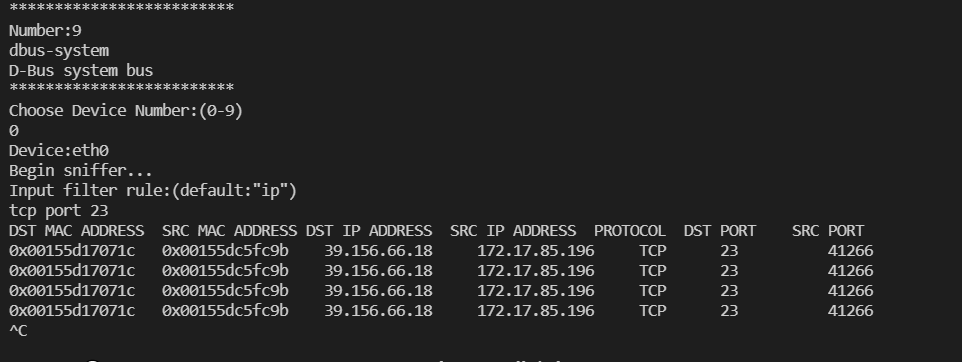 *************************
Number:9
dbus-system
D-Bus system bus
*************************
Choose Device Number:(0-9)
0
Device:eth0
Begin sniffer...
Input filter rule:(default:"ip")
tcp port 23
DST MAC ADDRESS  SRC MAC ADDRESS DST IP ADDRESS  SRC IP ADDRESS  PROTOCOL  DST PORT    SRC PORT
0x00155d17071c   0x00155dc5fc9b    39.156.66.18     172.17.85.196     TCP      23          41266
0x00155d17071c   0x00155dc5fc9b    39.156.66.18     172.17.85.196     TCP      23          41266
0x00155d17071c   0x00155dc5fc9b    39.156.66.18     172.17.85.196     TCP      23          41266
0x00155d17071c   0x00155dc5fc9b    39.156.66.18     172.17.85.196     TCP      23          41266
^C